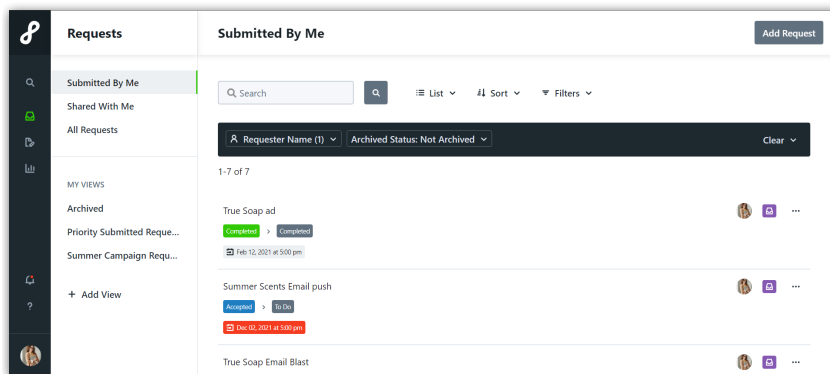 Requests
Submitted By Me
Shared With Me
All Requests
MY VIEWS
Archived
Priority Submitted Reque...
Summer Campaign Requ...
+ Add View
?
Submitted By Me
Add Request
Search
List
Sort
Filters
Requester Name (1)
Archived Status: Not Archived
Clear
1-7 of 7
True Soap ad
Completed > Completed
Feb 12, 2021 at 5:00 pm
Summer Scents Email push
Accepted > To Do
Dec 02, 2021 at 5:00 pm
True Soap Email Blast